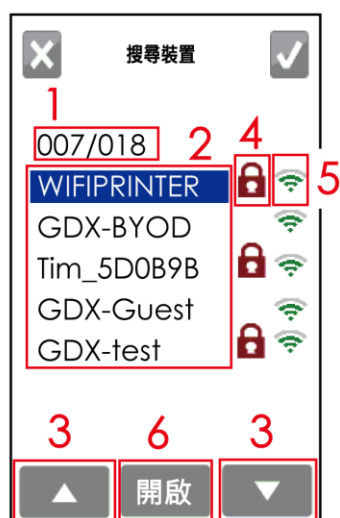 搜尋裝置
1
007/018 2 4
WIFIPRINTER 5
GDX-BYOD
Tim_5D0B9B
GDX-Guest
GDX-test
3 6 3
開啟